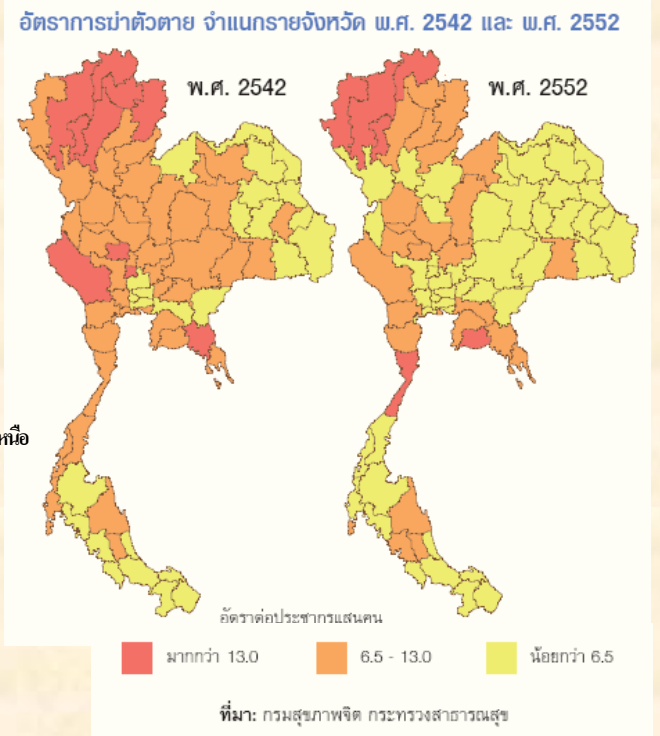 อัตราการฆ่าตัวตาย จำแนกรายจังหวัด พ.ศ. 2542 และ พ.ศ. 2552
พ.ศ. 2542
พ.ศ. 2552
หนือ
อัตราต่อประชากรแสนคน
มากกว่า 13.0
6.5 - 13.0
น้อยกว่า 6.5
ที่มา: กรมสุขภาพจิต กระทรวงสาธารณสุข